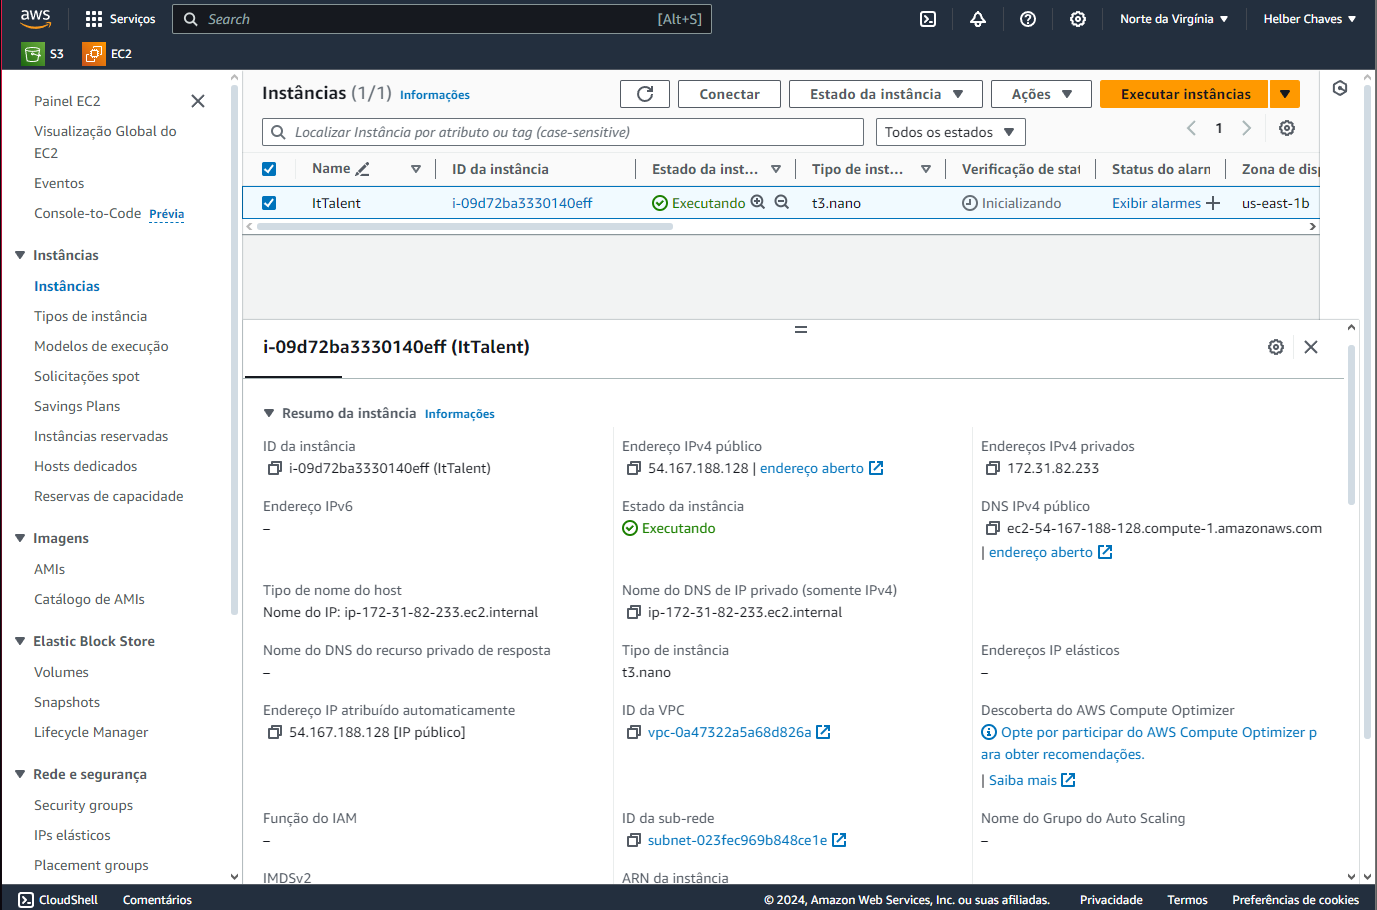 aws
Serviços
Search
[Alt+S]
Norte da Virgínia
Helber Chaves
S3
EC2
Painel EC2
Visualização Global do
EC2
Eventos
Console-to-Code Prévia
Instâncias
Instâncias
Tipos de instância
Modelos de execução
Solicitações spot
Savings Plans
Instâncias reservadas
Hosts dedicados
Reservas de capacidade
Imagens
AMIs
Catálogo de AMIs
Elastic Block Store
Volumes
Snapshots
Lifecycle Manager
Rede e segurança
Security groups
IPs elásticos
Placement groups
Instâncias (1/1) Informações
Conectar
Estado da instância
Ações
Executar instâncias
Localizar Instância por atributo ou tag (case-sensitive)
Todos os estados
1
Name
ID da instância
Estado da inst...
Tipo de inst...
Verificação de stat
Status do alarn
Zona de disp
ItTalent
i-09d72ba3330140eff
Executando
t3.nano
Inicializando
Exibir alarmes
us-east-1b
i-09d72ba3330140eff (ItTalent)
Resumo da instância Informações
ID da instância
i-09d72ba3330140eff (ItTalent)
Endereço IPv4 público
54.167.188.128 | endereço aberto
Endereços IPv4 privados
172.31.82.233
Endereço IPv6
–
Estado da instância
Executando
DNS IPv4 público
ec2-54-167-188-128.compute-1.amazonaws.com
| endereço aberto
Tipo de nome do host
Nome do IP: ip-172-31-82-233.ec2.internal
Nome do DNS de IP privado (somente IPv4)
ip-172-31-82-233.ec2.internal
Nome do DNS do recurso privado de resposta
–
Tipo de instância
t3.nano
Endereços IP elásticos
–
Endereço IP atribuído automaticamente
54.167.188.128 [IP público]
ID da VPC
vpc-0a47322a5a68d826a
Descoberta do AWS Compute Optimizer
Opte por participar do AWS Compute Optimizer p
ara obter recomendações.
| Saiba mais
Função do IAM
–
ID da sub-rede
subnet-023fec969b848ce1e
Nome do Grupo do Auto Scaling
–
IMDSv2
ARN da instância
CloudShell
Comentários
© 2024, Amazon Web Services, Inc. ou suas afiliadas.
Privacidade
Termos
Preferências de cookies